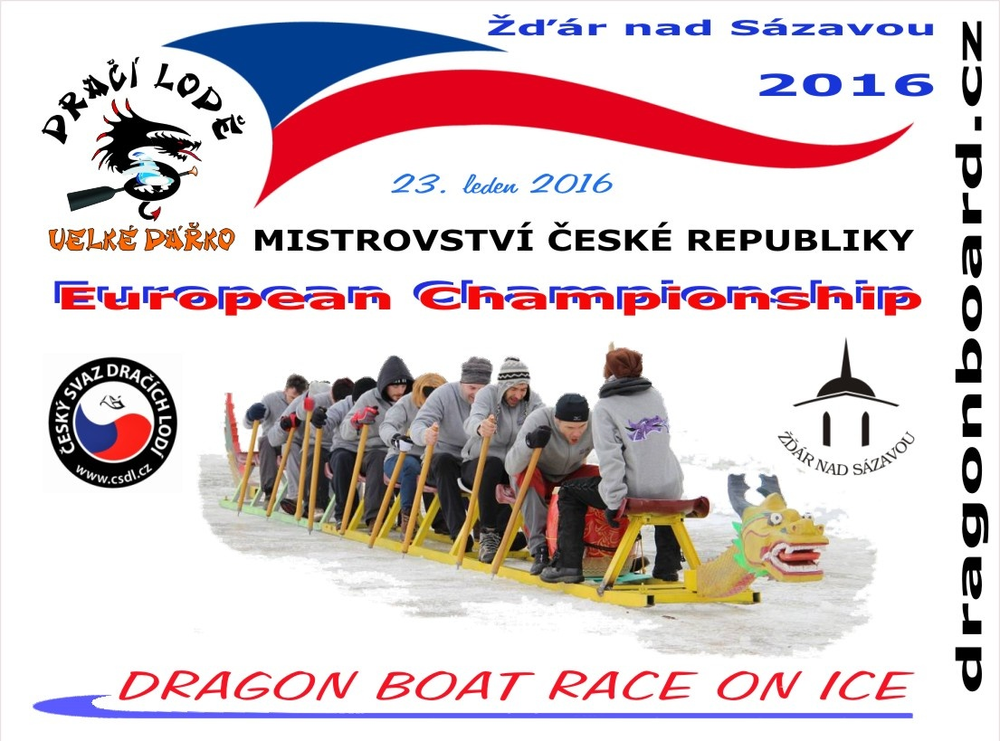 Žďár nad Sázavou
2016
DRAČÍ LODĚ
23. leden 2016
VELKÉ DÁŘKO
MISTROVSTVÍ ČESKÉ REPUBLIKY
European Championship
ČESKÝ SVAZ DRAČÍCH LODÍ
www.csdl.cz
ŽĎÁR NAD SÁZAVOU
DRAGON BOAT RACE ON ICE
dragonboard.cz